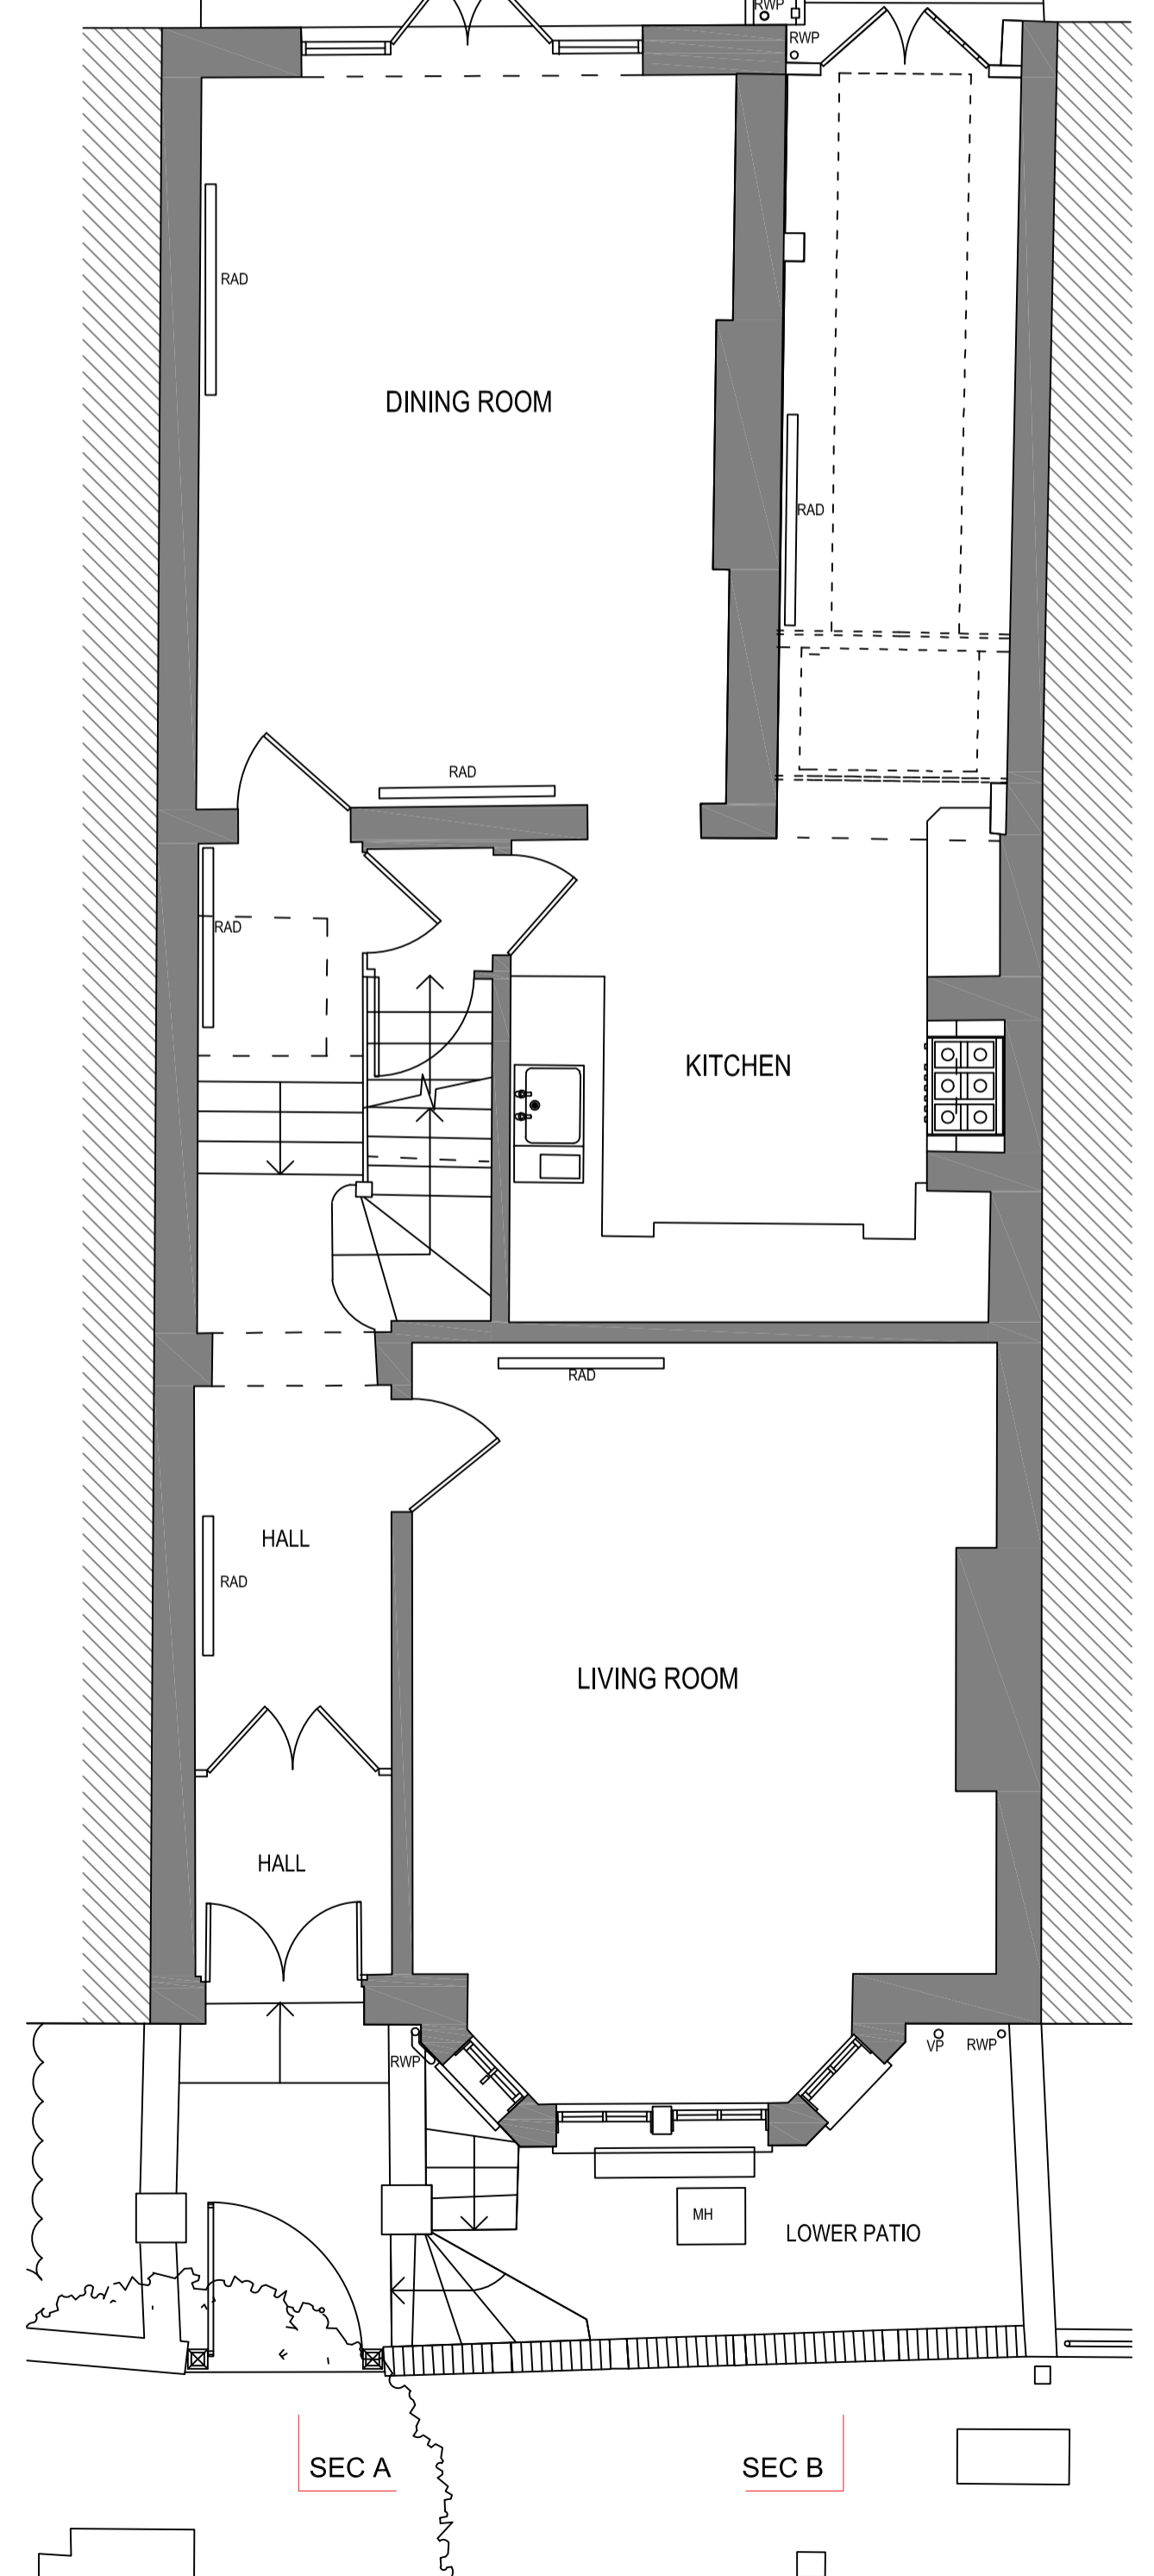 RWP
RWP
RAD
DINING ROOM
RAD
RAD
RAD
KITCHEN
RAD
HALL
RAD
LIVING ROOM
HALL
RWP
VP
RWP
MH
LOWER PATIO
SEC A
SEC B